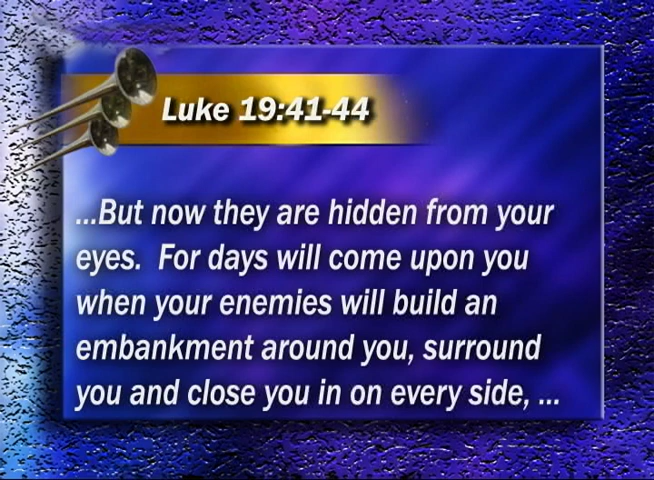 Luke 19:41-44
...But now they are hidden from your
eyes.  For days will come upon you
when your enemies will build an
embankment around you, surround
you and close you in on every side, ...